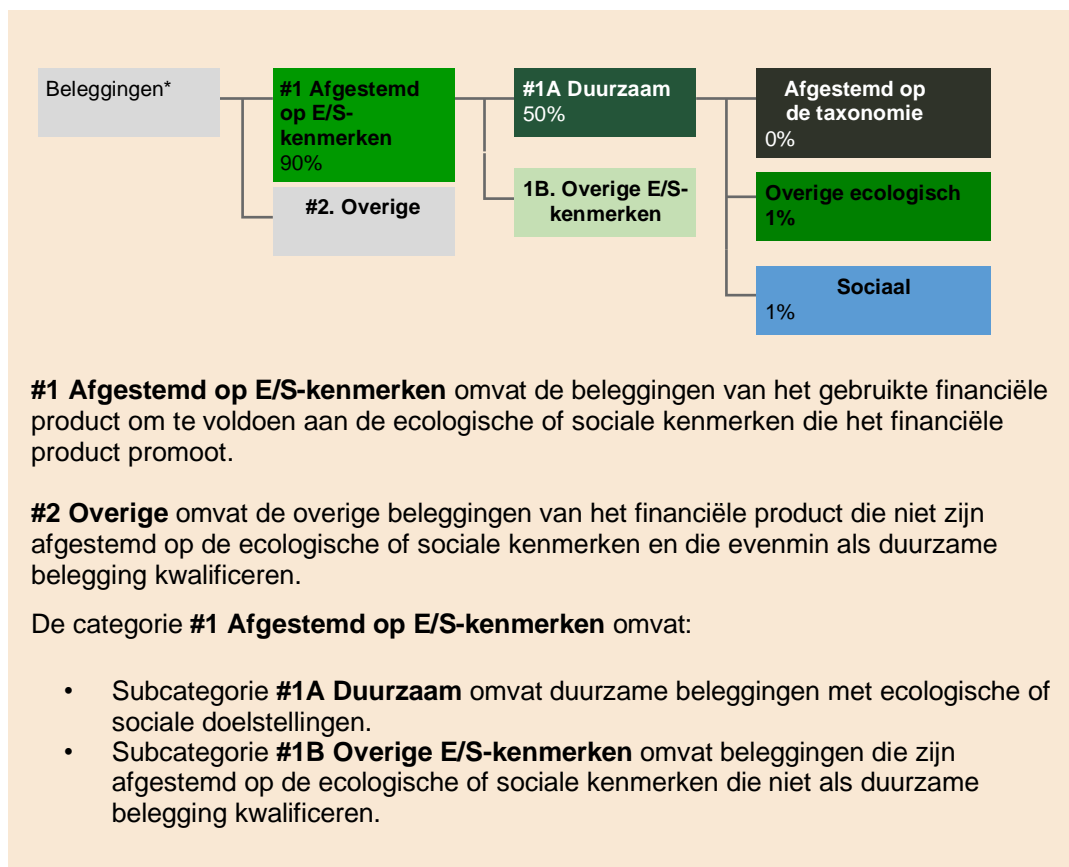 Beleggingen*
#1 Afgestemd
op E/S-
kenmerken
90%
#2. Overige
#1A Duurzaam
50%
1B. Overige E/S-
kenmerken
Afgestemd op
de taxonomie
0%
Overige ecologisch
1%
Sociaal
1%
#1 Afgestemd op E/S-kenmerken omvat de beleggingen van het gebruikte financiële
product om te voldoen aan de ecologische of sociale kenmerken die het financiële
product promoot.
#2 Overige omvat de overige beleggingen van het financiële product die niet zijn
afgestemd op de ecologische of sociale kenmerken en die evenmin als duurzame
belegging kwalificeren.
De categorie #1 Afgestemd op E/S-kenmerken omvat:
• Subcategorie #1A Duurzaam omvat duurzame beleggingen met ecologische of
sociale doelstellingen.
• Subcategorie #1B Overige E/S-kenmerken omvat beleggingen die zijn
afgestemd op de ecologische of sociale kenmerken die niet als duurzame
belegging kwalificeren.